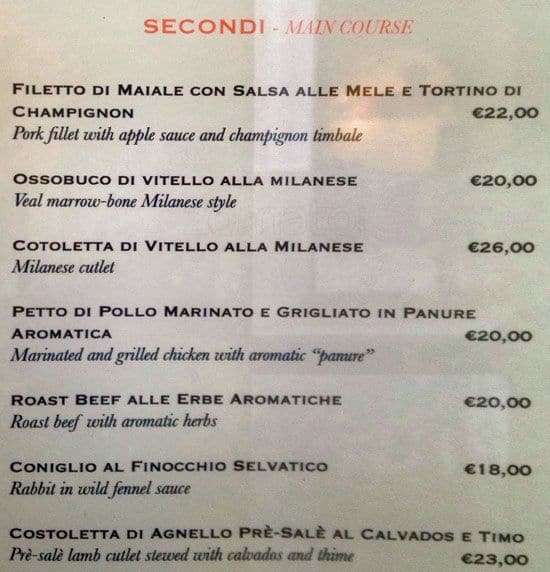 SECONDI - MAIN COURSE
FILETTO DI MAIALE CON SALSA ALLE MELE E TORTINO DI
CHAMPIGNON €22,00
Pork fillet with apple sauce and champignon timbale
OSSOBUCO DI VITELLO ALLA MILANESE €20,00
Veal marrow-bone Milanese style
COTOLETTA DI VITELLO ALLA MILANESE €26,00
Milanese cutlet
PETTO DI POLLO MARINATO E GRIGLIATO IN PANURE
AROMATICA €20,00
Marinated and grilled chicken with aromatic “panure”
ROAST BEEF ALLE ERBE AROMATICHE €20,00
Roast beef with aromatic herbs
CONIGLIO AL FINOCCHIO SELVATICO €18,00
Rabbit in wild fennel sauce
COSTOLETTA DI AGNELLO PRÈ-SALÈ AL CALVADOS E TIMO
Prè-salè lamb cutlet stewed with calvados and thime €23,00